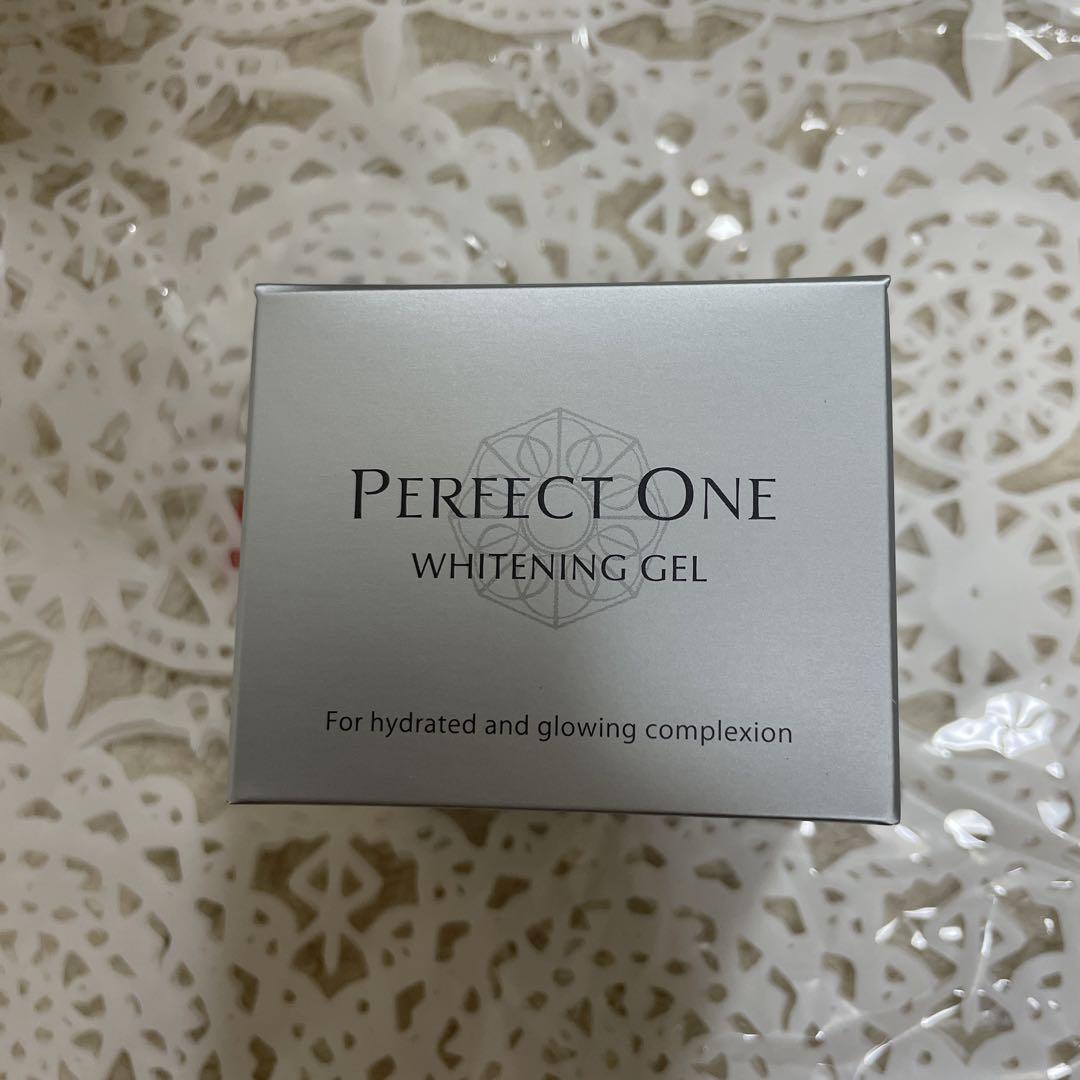 PERFECT ONE
WHITENING GEL
For hydrated and glowing complexion